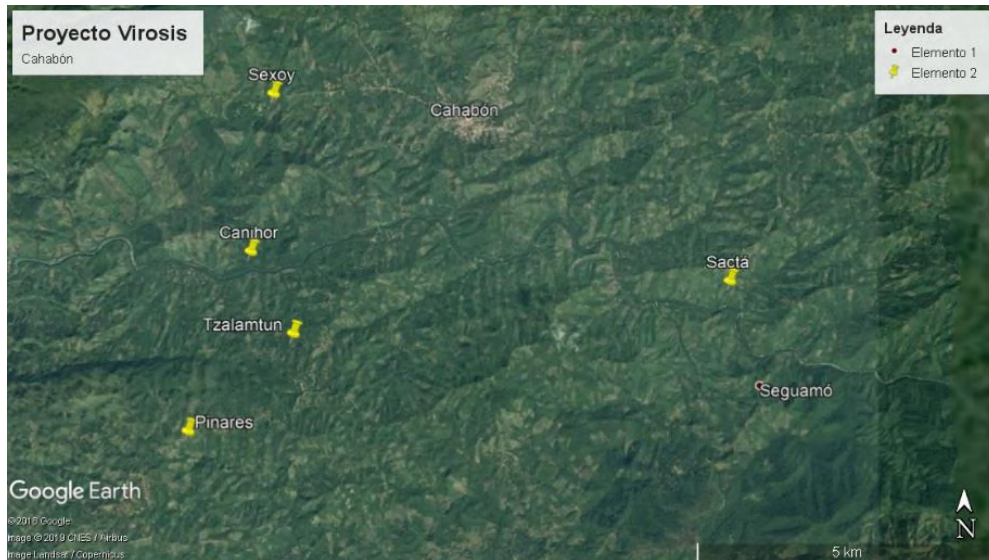 Proyecto Virosis
Cahabón
Leyenda
Elemento 1
Elemento 2
Sexoy
Cahabón
Canihor
Sactá
Tzalamtun
Seguamó
Pinares
Google Earth
©2018 Google
Image © 2019 CNES / Airbus
Image Landsat / Copernicus
N
5 km